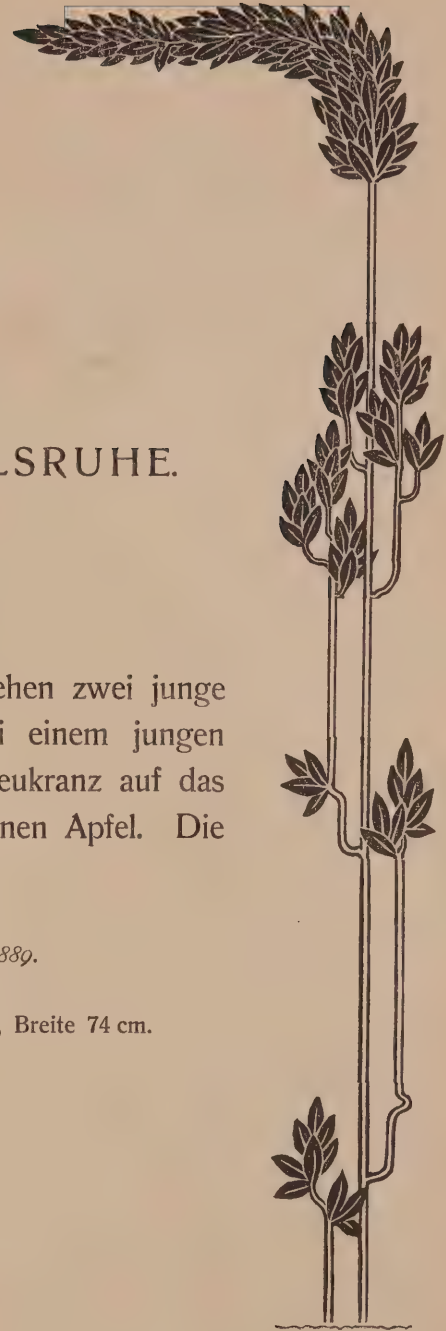 LSRUHE.
ehen zwei junge
i einem jungen
eukranz auf das
nen Apfel. Die
889.
, Breite 74 cm.